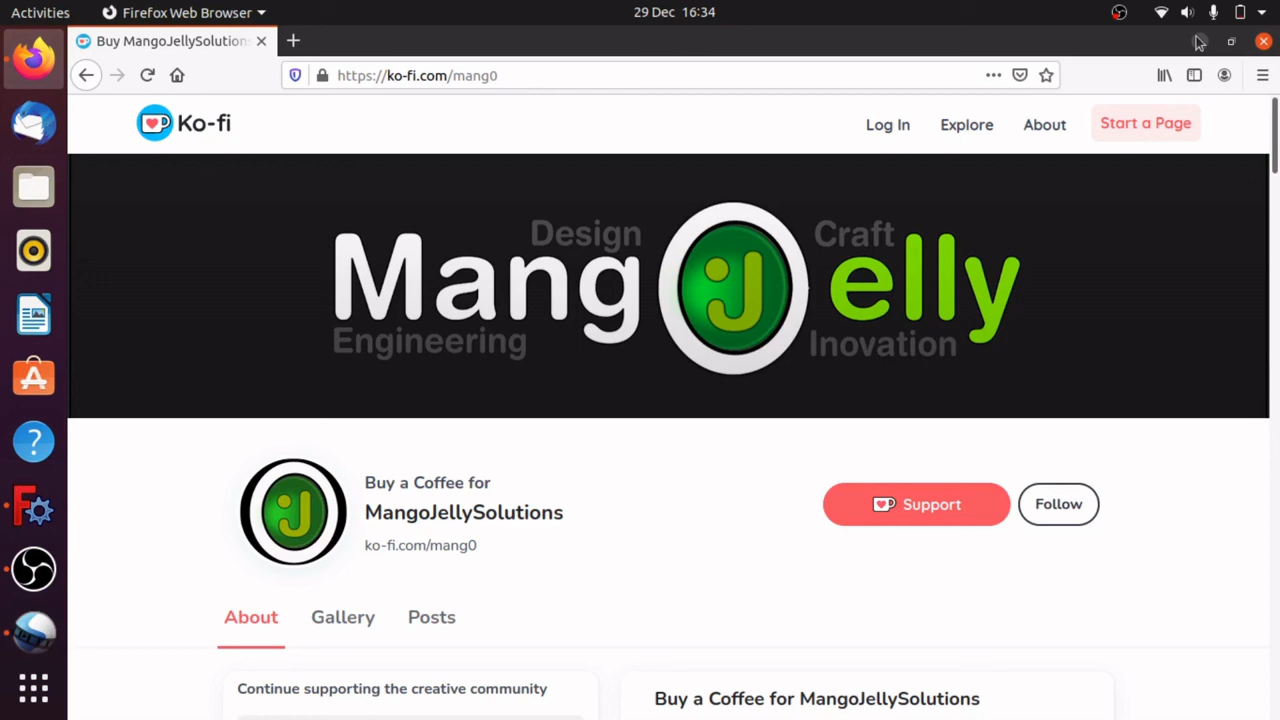 Activities
Firefox Web Browser
29 Dec 16:34
Buy MangoJellySolution
https://ko-fi.com/mang0
Ko-fi
Log In
Explore
About
Start a Page
Design
Craft
Mang J elly
Engineering
Inovation
Buy a Coffee for
MangoJellySolutions
ko-fi.com/mang0
Support
Follow
About
Gallery
Posts
Continue supporting the creative community
Buy a Coffee for MangoJellySolutions